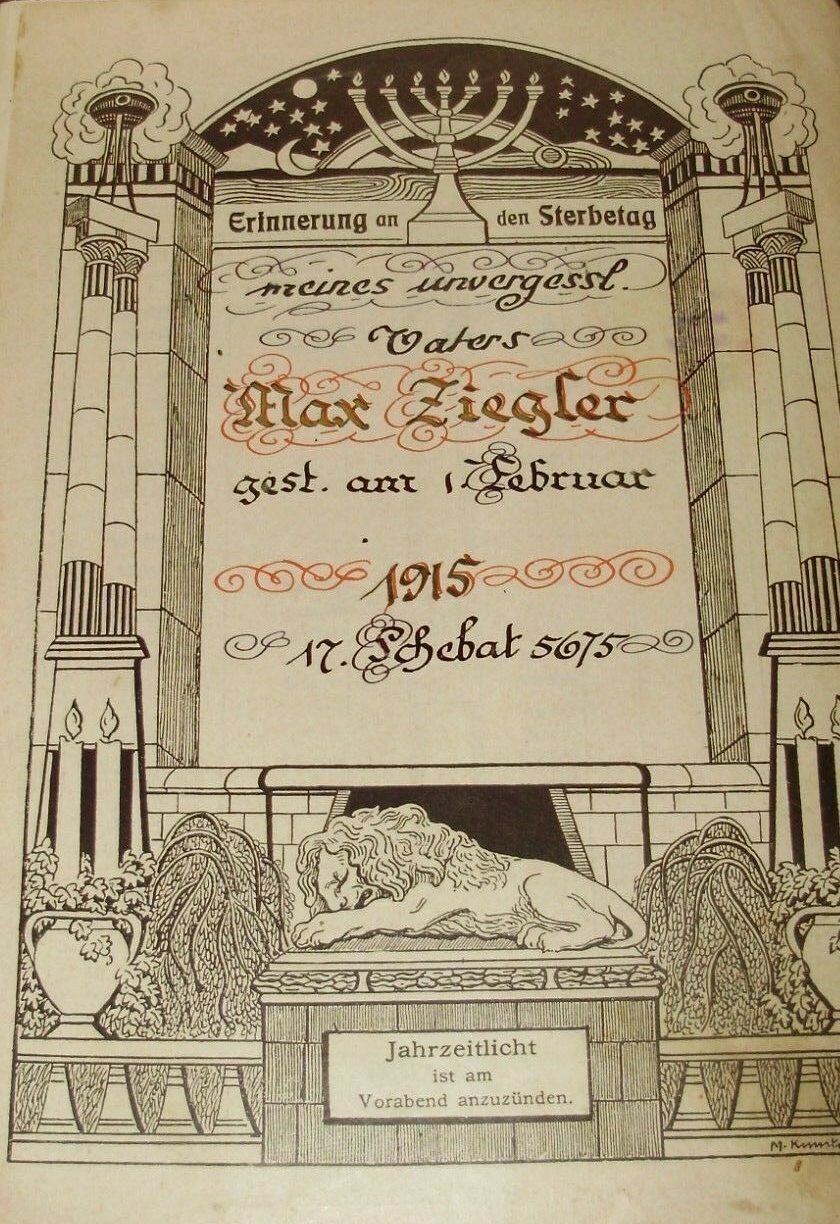 Erinnerung an den Sterbetag
meines unvergessl.
Vaters
Max Ziegler
gest. am 1. Februar
1915
17. Schebat 5675
Jahrzeitlicht
ist am
Vorabend anzuzünden.